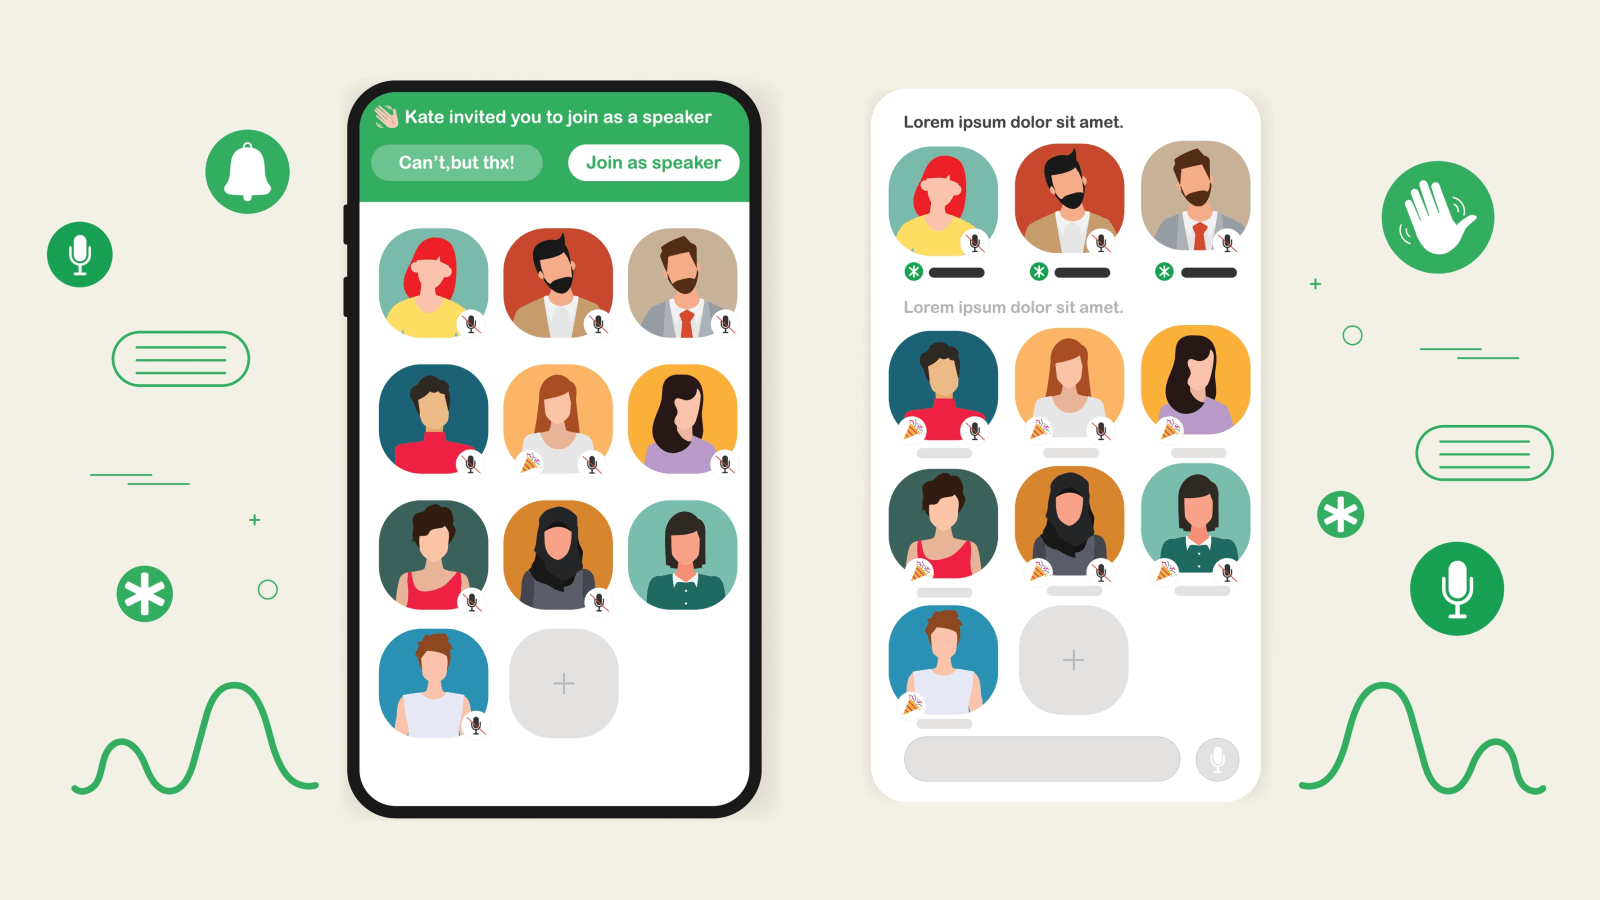 Kate invited you to join as a speaker
Can't,but thx!
Join as speaker
Lorem ipsum dolor sit amet.
Lorem ipsum dolor sit amet.